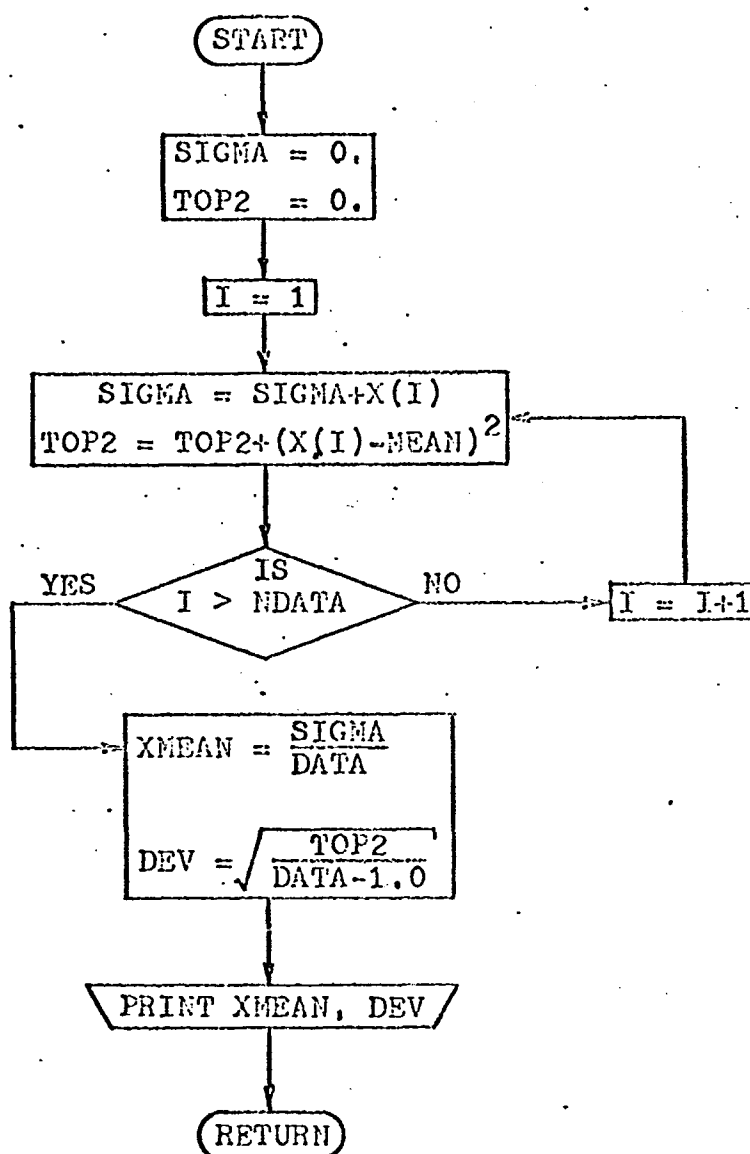 START
SIGMA = 0.
TOP2 = 0.
I = 1
SIGMA = SIGMA+X(I)
TOP2 = TOP2+(X(I)-MEAN)²
IS
I > NDATA
YES
NO
I = I+1
XMEAN = SIGMA
DATA
DEV = √ TOP2
DATA-1.0
PRINT XMEAN, DEV
RETURN